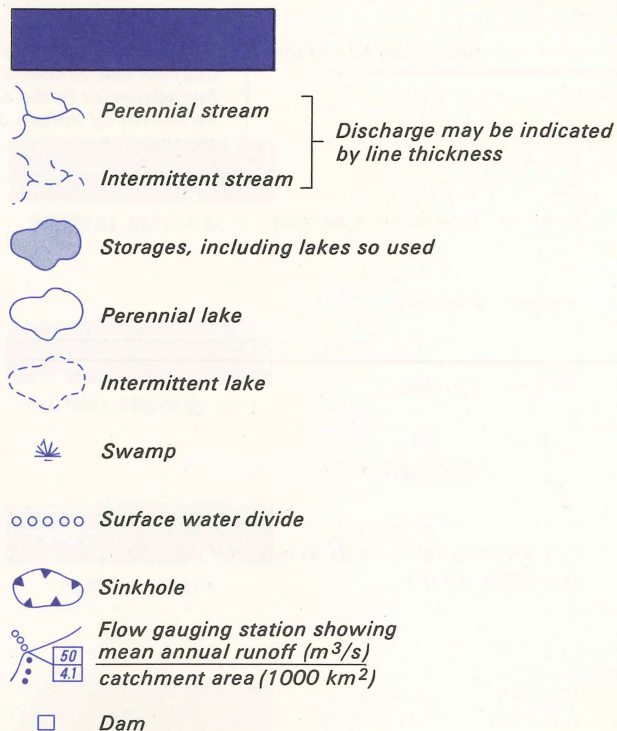 Perennial stream
Intermittent stream
Discharge may be indicated
by line thickness
Storages, including lakes so used
Perennial lake
Intermittent lake
Swamp
Surface water divide
Sinkhole
Flow gauging station showing
mean annual runoff (m³/s)
catchment area (1000 km²)
50
4.1
Dam